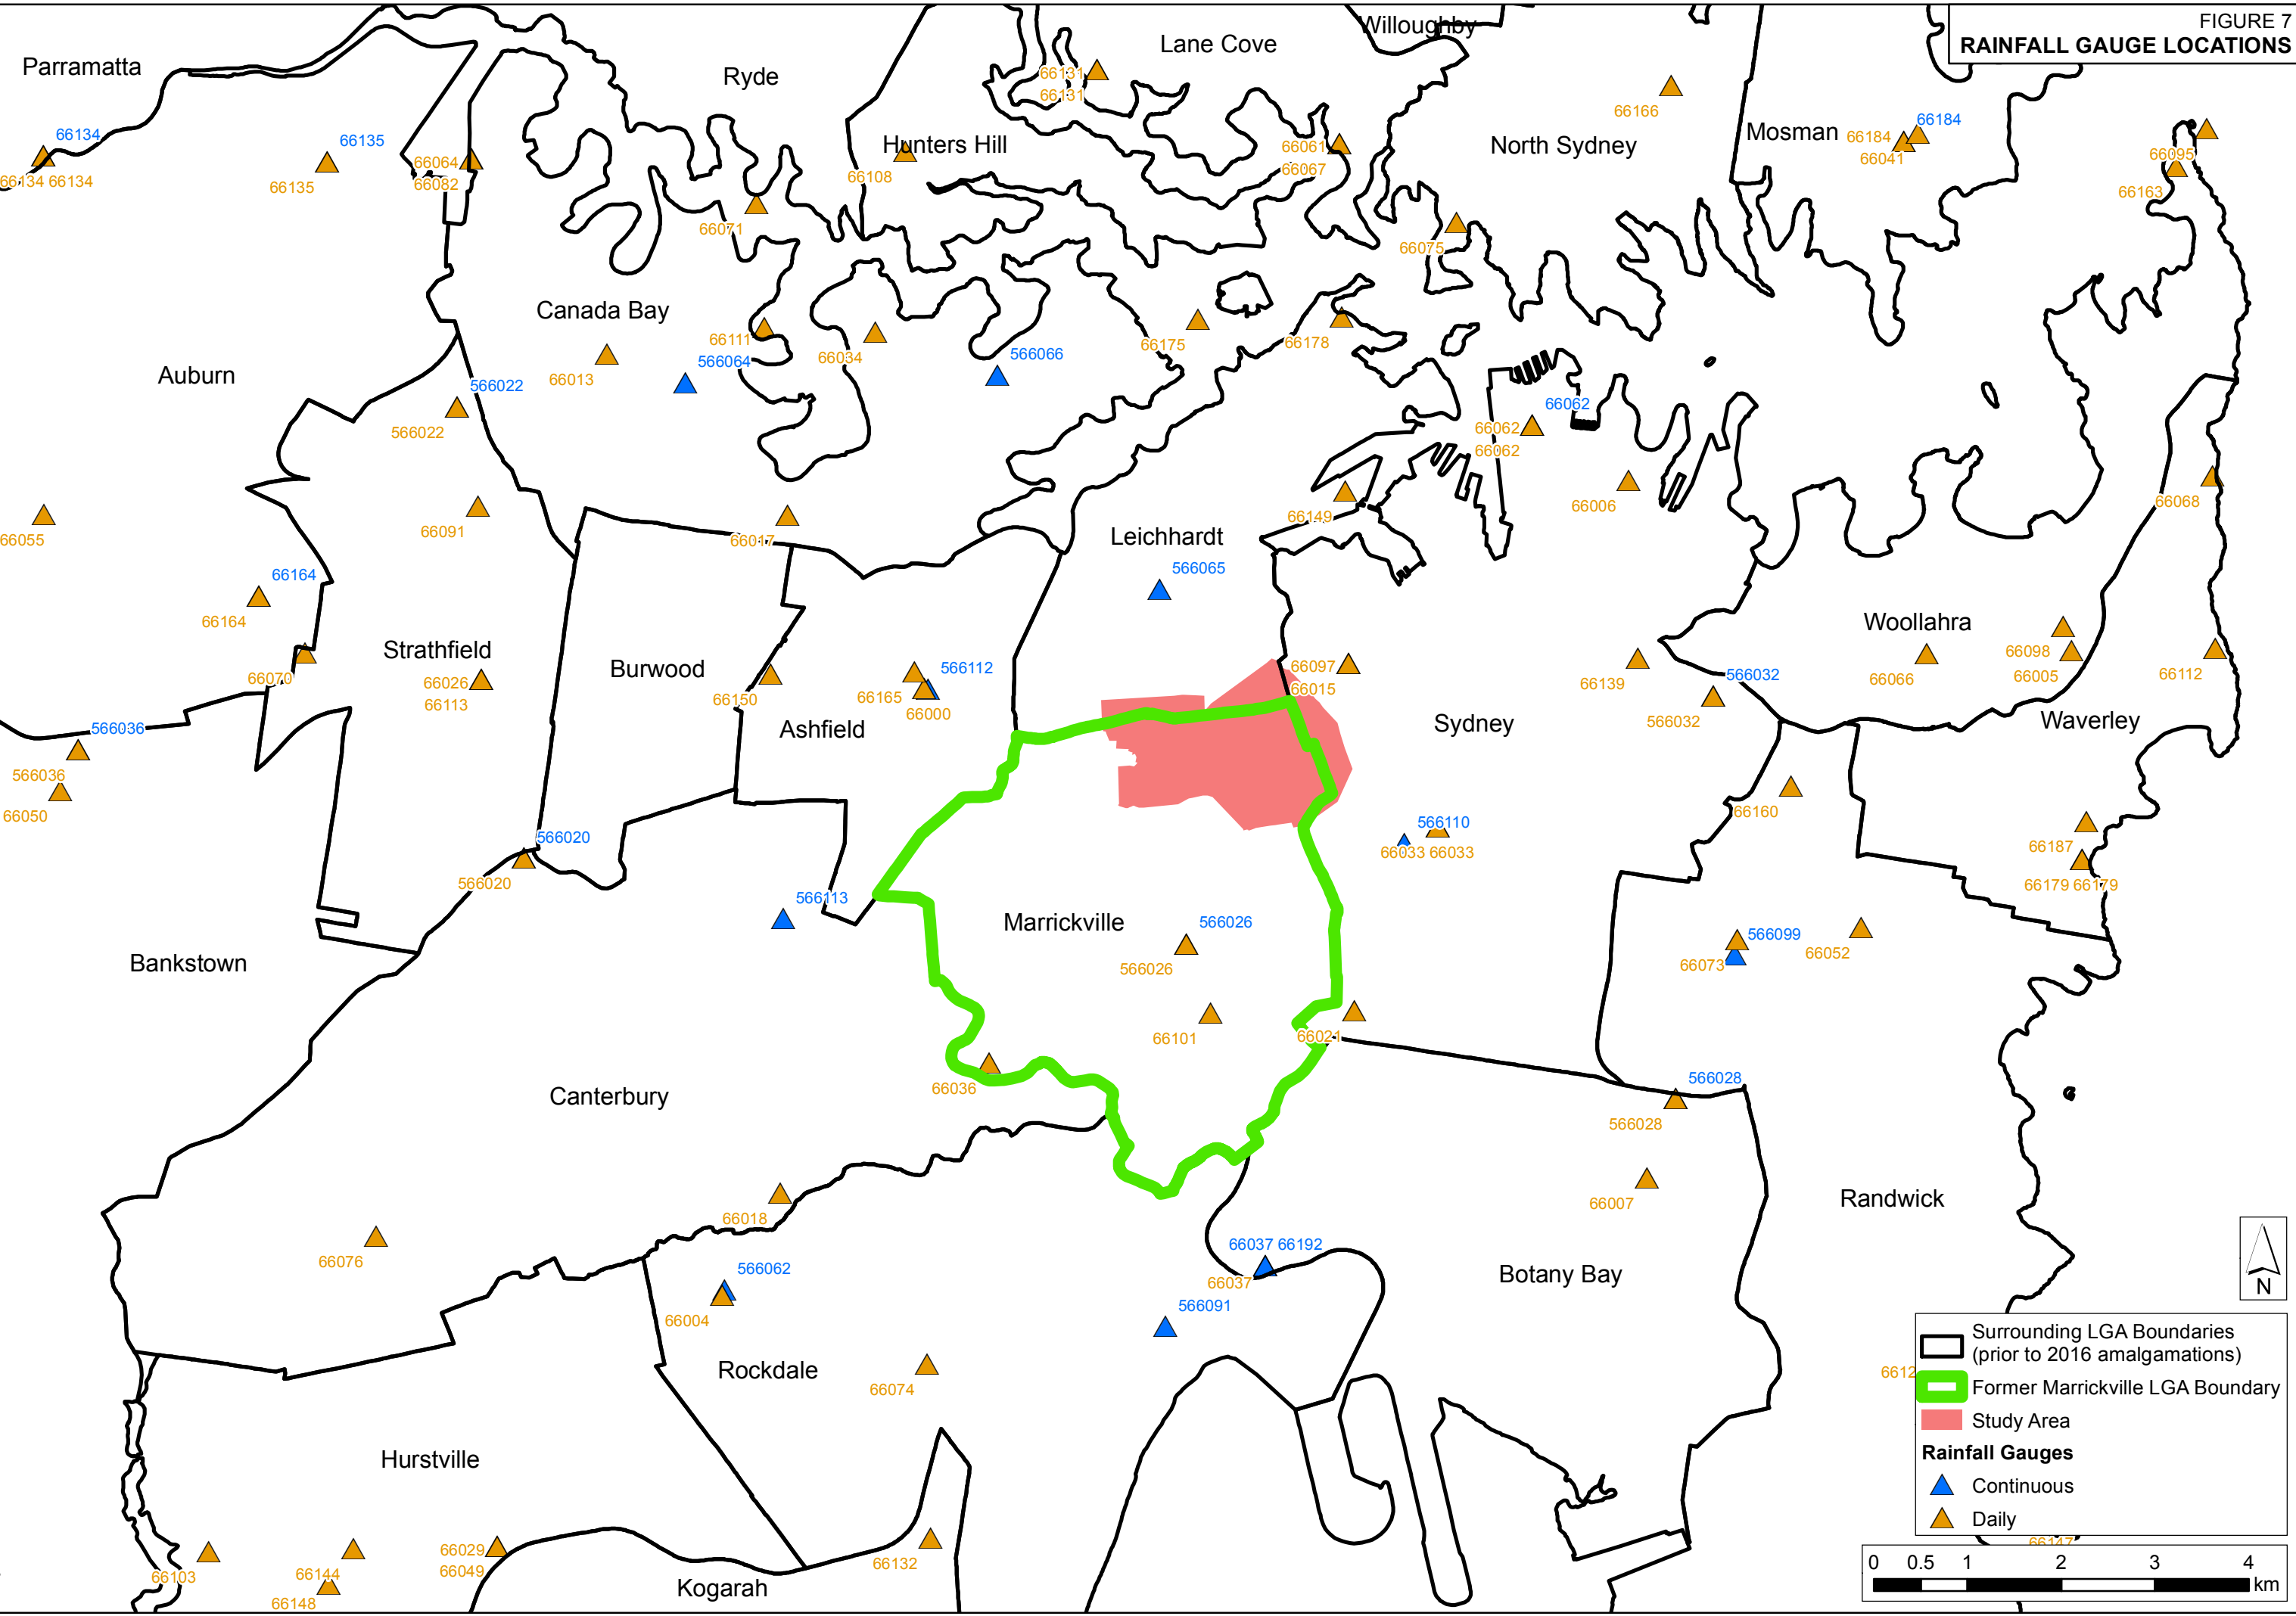 FIGURE 7
RAINFALL GAUGE LOCATIONS
Willoughby
Lane Cove
Parramatta
Ryde
66131
66131
66166
66134
66135
Hunters Hill
66061
North Sydney
Mosman
66184
66184
66041
66095
66134 66134
66135
66064
66082
66108
66067
66163
66071
66075
Canada Bay
66111
66034
566066
66175
66178
Auburn
66013
566064
566022
566022
66062
66062
66062
66055
66091
66017
66149
66006
66068
Leichhardt
66164
566065
66164
Woollahra
Strathfield
Burwood
66070
66026
66113
66150
566112
66165
66000
66097
66015
66139
566032
566032
66066
66098
66005
66112
Ashfield
Sydney
Waverley
566036
566036
66050
66160
566020
566020
566110
66033 66033
66187
66179 66179
566113
Marrickville
566026
566026
566099
66073
66052
Bankstown
66101
66021
66036
Canterbury
566028
566028
66018
66007
Randwick
66076
66037 66192
66037
Botany Bay
566062
66004
566091
N
Rockdale
66074
6612
Hurstville
66029
66049
66132
66103
66144
66148
Kogarah
Surrounding LGA Boundaries
(prior to 2016 amalgamations)
Former Marrickville LGA Boundary
Study Area
Rainfall Gauges
Continuous
Daily
66147
0 0.5 1 2 3 4
km